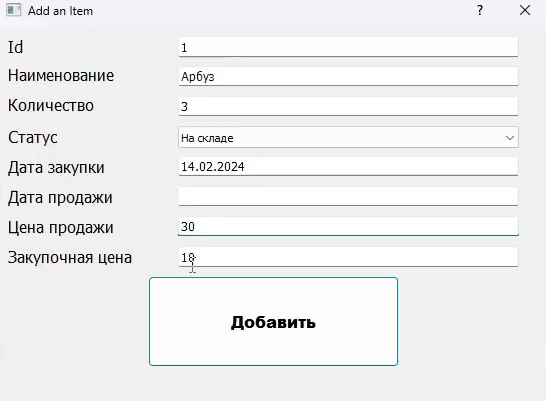 Add an Item
Id 1
Наименование Арбуз
Количество 3
Статус На складе
Дата закупки 14.02.2024
Дата продажи
Цена продажи 30
Закупочная цена 18
Добавить